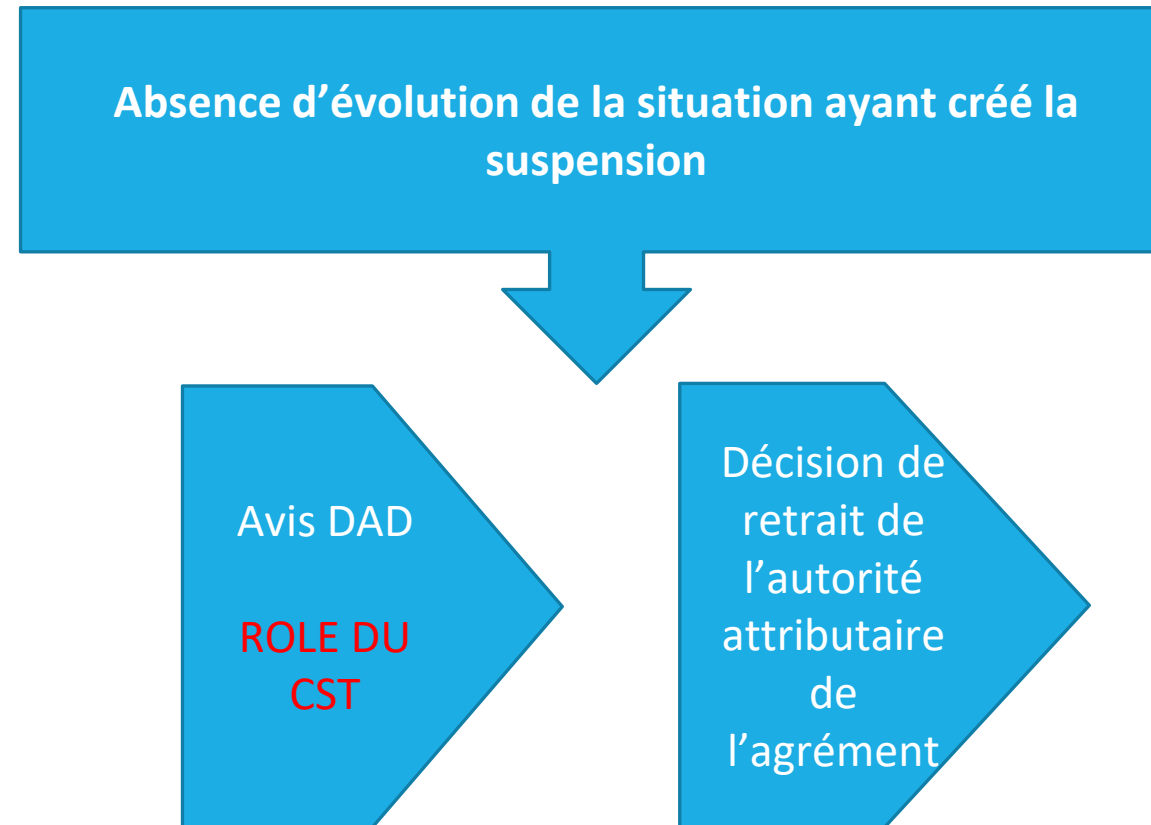 Absence d’évolution de la situation ayant créé la
suspension
Avis DAD
ROLE DU
CST
Décision de
retrait de
l’autorité
attributaire
de
l’agrément